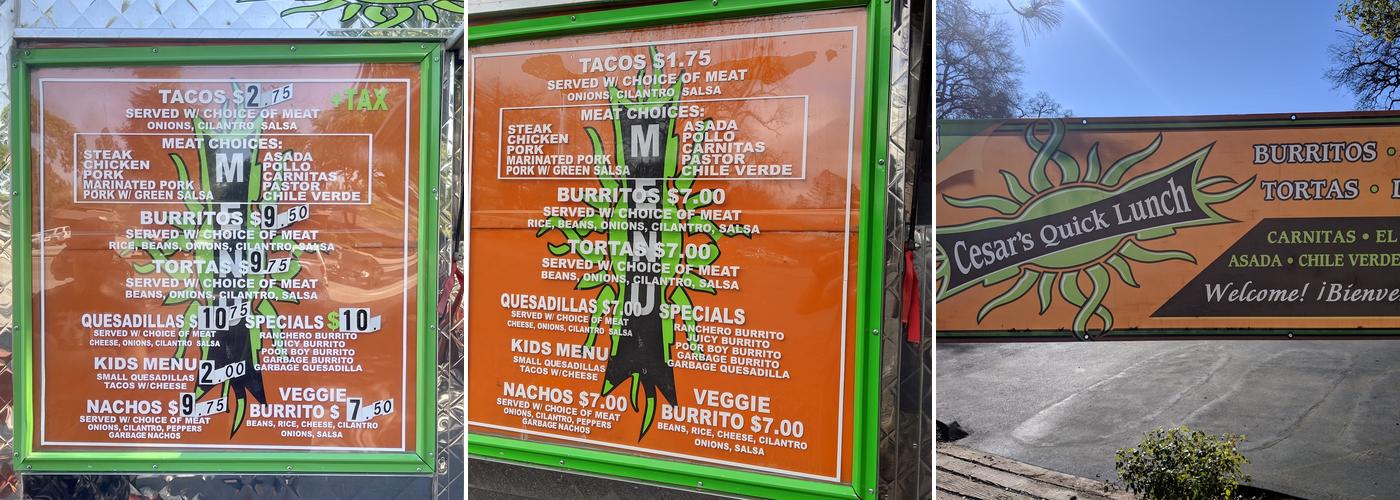 TACOS $2.75
+TAX
SERVED W/ CHOICE OF MEAT
ONIONS, CILANTRO, SALSA
MEAT CHOICES:
STEAK ASADA
CHICKEN POLLO
PORK CARNITAS
MARINATED PORK PASTOR
PORK W/ GREEN SALSA CHILE VERDE
MENU
BURRITOS $9.50
SERVED W/ CHOICE OF MEAT
RICE, BEANS, ONIONS, CILANTRO, SALSA
TORTAS $9.75
SERVED W/ CHOICE OF MEAT
BEANS, ONIONS, CILANTRO, SALSA
QUESADILLAS $10.75
SERVED W/ CHOICE OF MEAT
CHEESE, ONIONS, CILANTRO, SALSA
SPECIALS $10.
RANCHERO BURRITO
JUICY BURRITO
POOR BOY BURRITO
GARBAGE BURRITO
GARBAGE QUESADILLA
KIDS MENU 2.00
SMALL QUESADILLAS
TACOS W/CHEESE
NACHOS $9.75
SERVED W/ CHOICE OF MEAT
ONIONS, CILANTRO, PEPPERS
GARBAGE NACHOS
VEGGIE
BURRITO $7.50
BEANS, RICE, CHEESE, CILANTRO
ONIONS, SALSA
TACOS $1.75
SERVED W/ CHOICE OF MEAT
ONIONS, CILANTRO, SALSA
MEAT CHOICES:
STEAK ASADA
CHICKEN POLLO
PORK CARNITAS
MARINATED PORK PASTOR
PORK W/ GREEN SALSA CHILE VERDE
MENU
BURRITOS $7.00
SERVED W/ CHOICE OF MEAT
RICE, BEANS, ONIONS, CILANTRO, SALSA
TORTAS $7.00
SERVED W/ CHOICE OF MEAT
BEANS, ONIONS, CILANTRO, SALSA
QUESADILLAS $7.00
SERVED W/ CHOICE OF MEAT
CHEESE, ONIONS, CILANTRO, SALSA
SPECIALS
RANCHERO BURRITO
JUICY BURRITO
POOR BOY BURRITO
GARBAGE BURRITO
GARBAGE QUESADILLA
KIDS MENU
SMALL QUESADILLAS
TACOS W/CHEESE
NACHOS $7.00
SERVED W/ CHOICE OF MEAT
ONIONS, CILANTRO, PEPPERS
GARBAGE NACHOS
VEGGIE
BURRITO $7.00
BEANS, RICE, CHEESE, CILANTRO
ONIONS, SALSA
Cesar's Quick Lunch
BURRITOS •
TORTAS •
CARNITAS • EL
ASADA • CHILE VERDE
Welcome! ¡Bienve